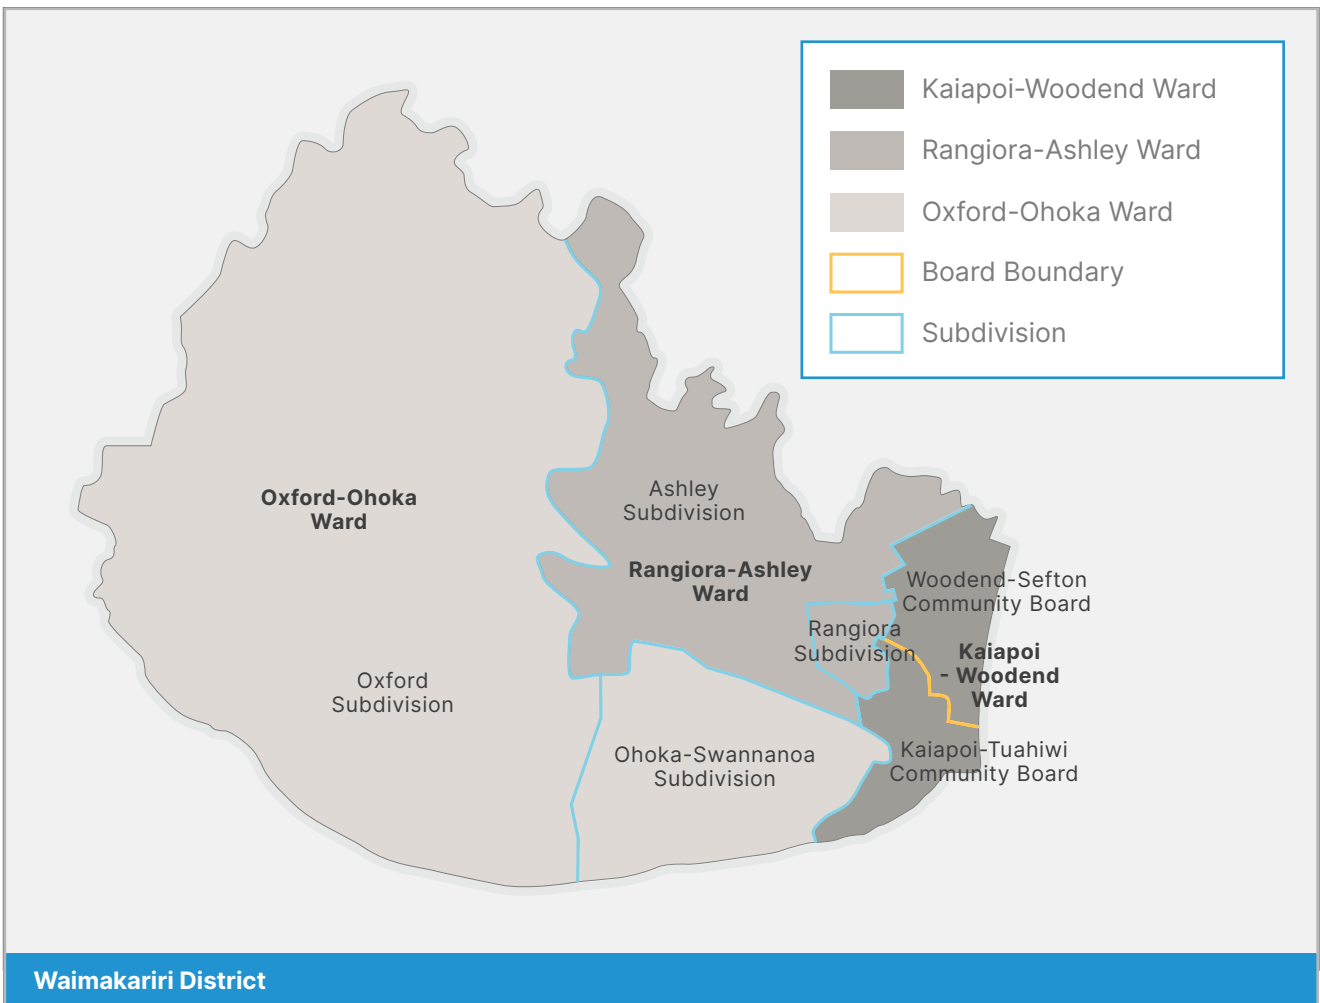 Kaiapoi-Woodend Ward
Rangiora-Ashley Ward
Oxford-Ohoka Ward
Board Boundary
Subdivision
Oxford-Ohoka
Ward
Ashley
Subdivision
Rangiora-Ashley
Ward
Woodend-Sefton
Community Board
Rangiora
Subdivision
Kaiapoi
- Woodend
Ward
Oxford
Subdivision
Ohoka-Swannanoa
Subdivision
Kaiapoi-Tuahiwi
Community Board
Waimakariri District